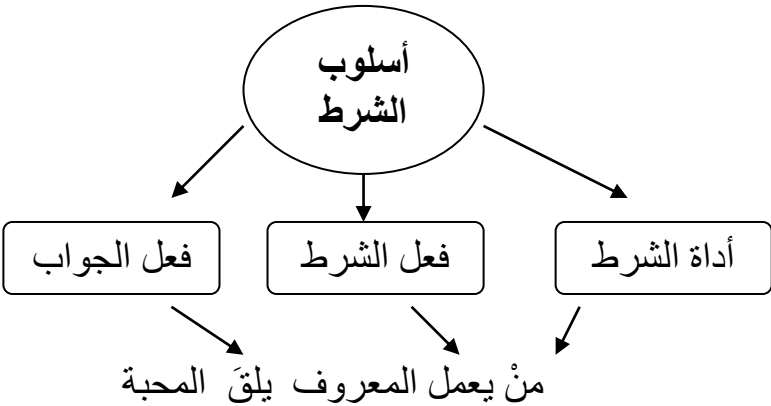 أسلوب
الشرط
أداة الشرط
فعل الشرط
فعل الجواب
منْ يعمل المعروف يلقَ المحبة